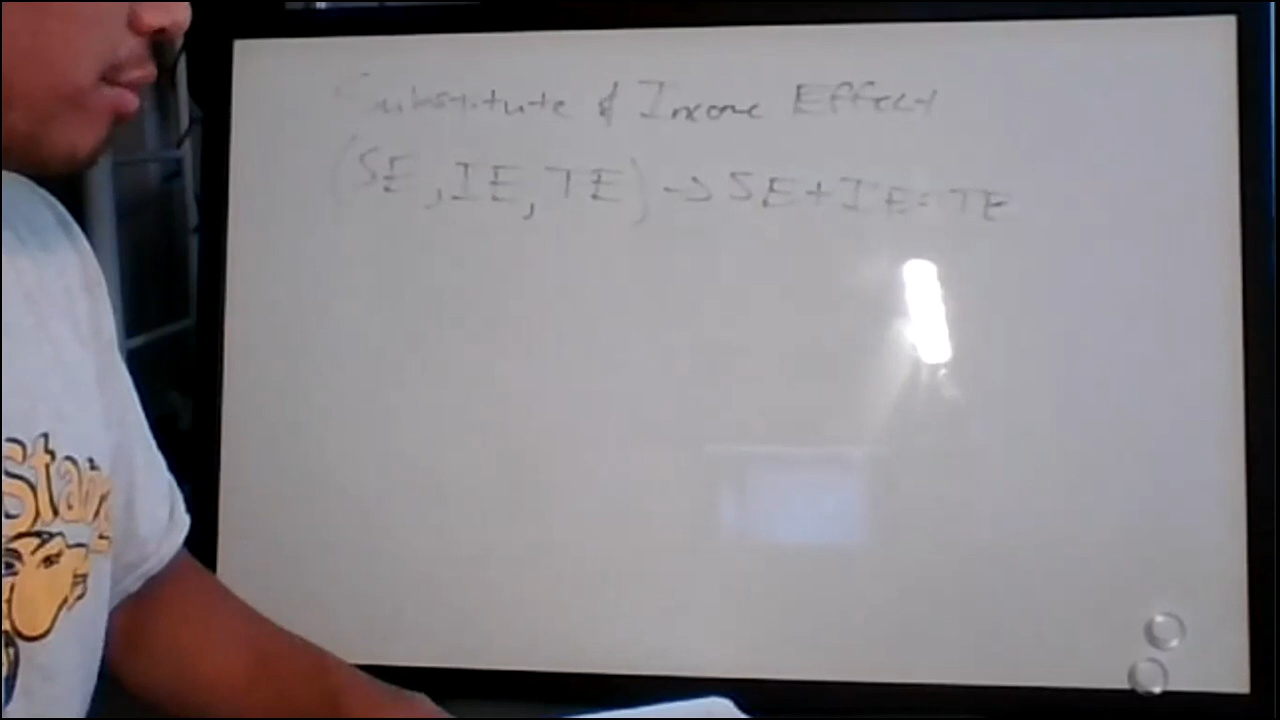 Substitute & Income Effect
(SE, IE, TE) → SE + IE = TE